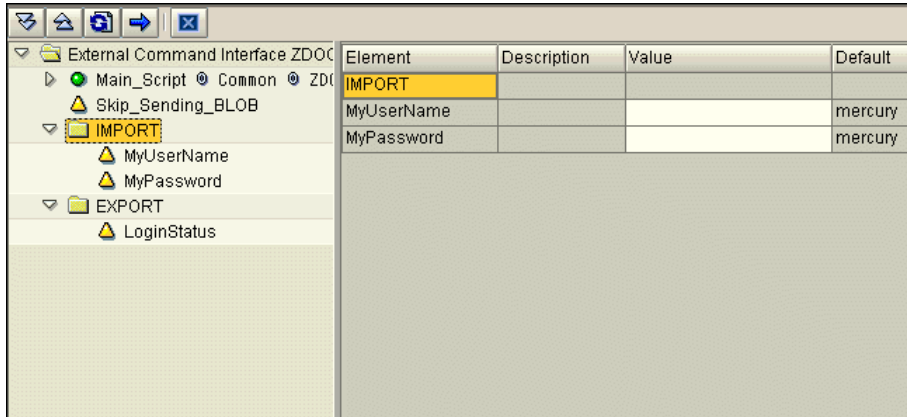 External Command Interface ZDOC
Main_Script Common ZDO
Skip_Sending_BLOB
IMPORT
MyUserName
MyPassword
EXPORT
LoginStatus
Element Description Value Default
IMPORT
MyUserName mercury
MyPassword mercury